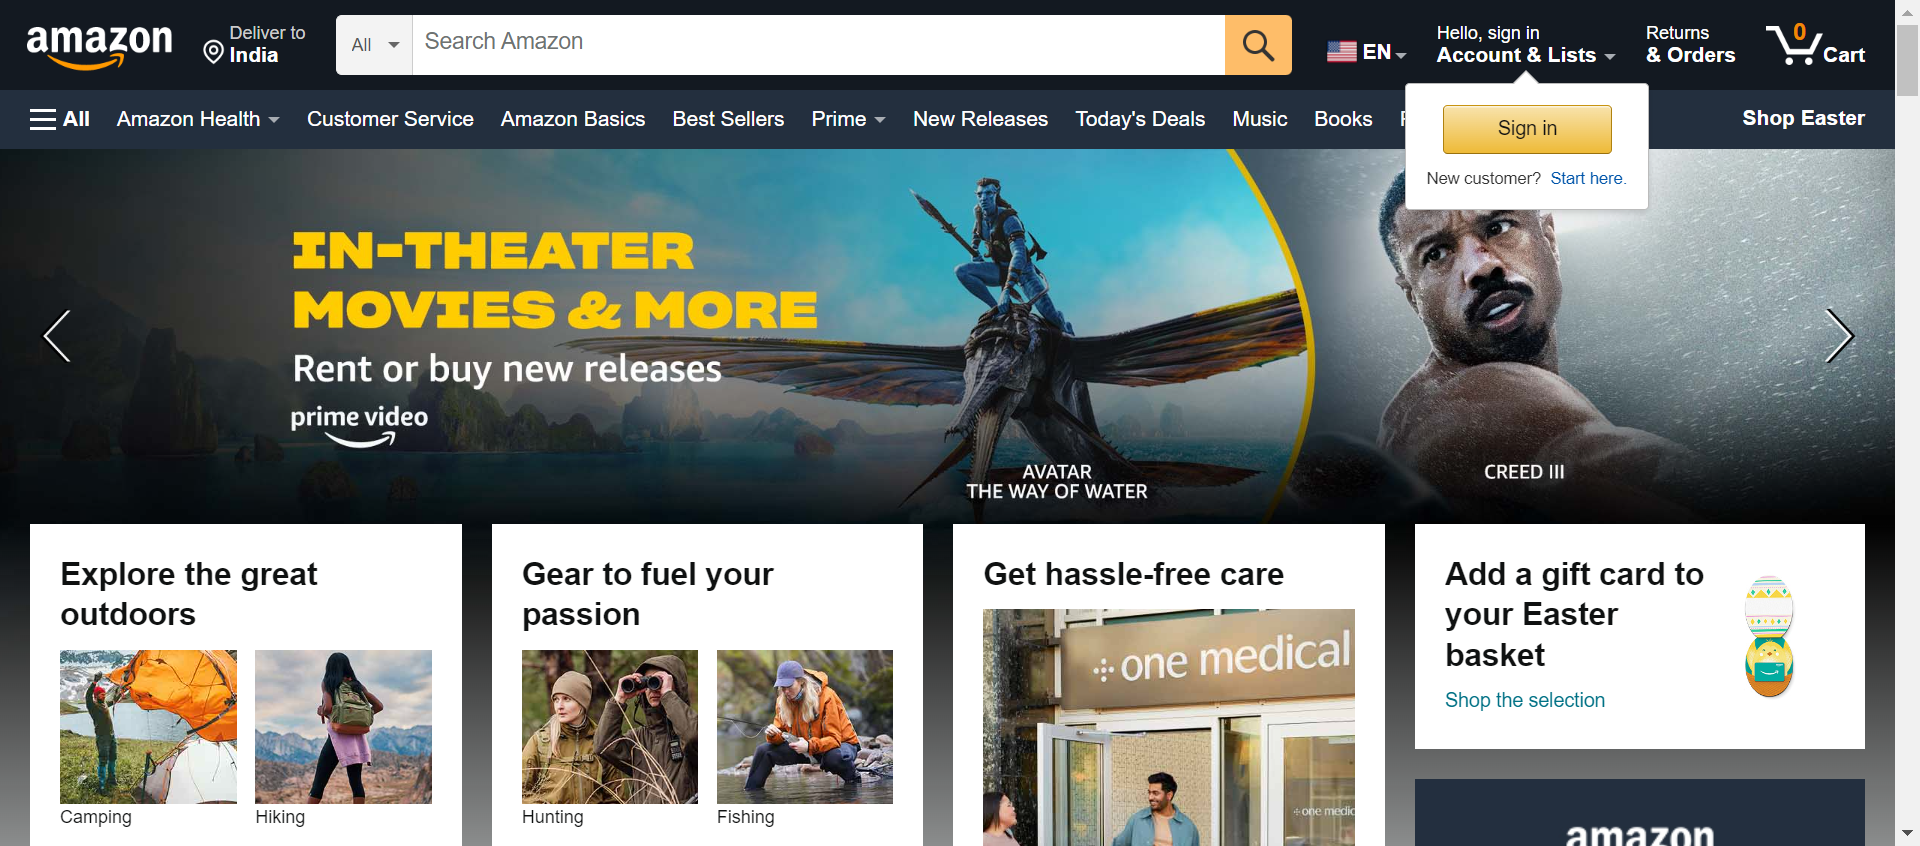 amazon
Deliver to
India
All
Search Amazon
EN
Hello, sign in
Account & Lists
Returns
& Orders
0
Cart
All
Amazon Health
Customer Service
Amazon Basics
Best Sellers
Prime
New Releases
Today's Deals
Music
Books
Shop Easter
Sign in
New customer? Start here.
IN-THEATER
MOVIES & MORE
Rent or buy new releases
prime video
AVATAR
THE WAY OF WATER
CREED III
Explore the great
outdoors
Camping
Hiking
Gear to fuel your
passion
Hunting
Fishing
Get hassle-free care
one medical
one medic
Add a gift card to
your Easter
basket
Shop the selection
amazon